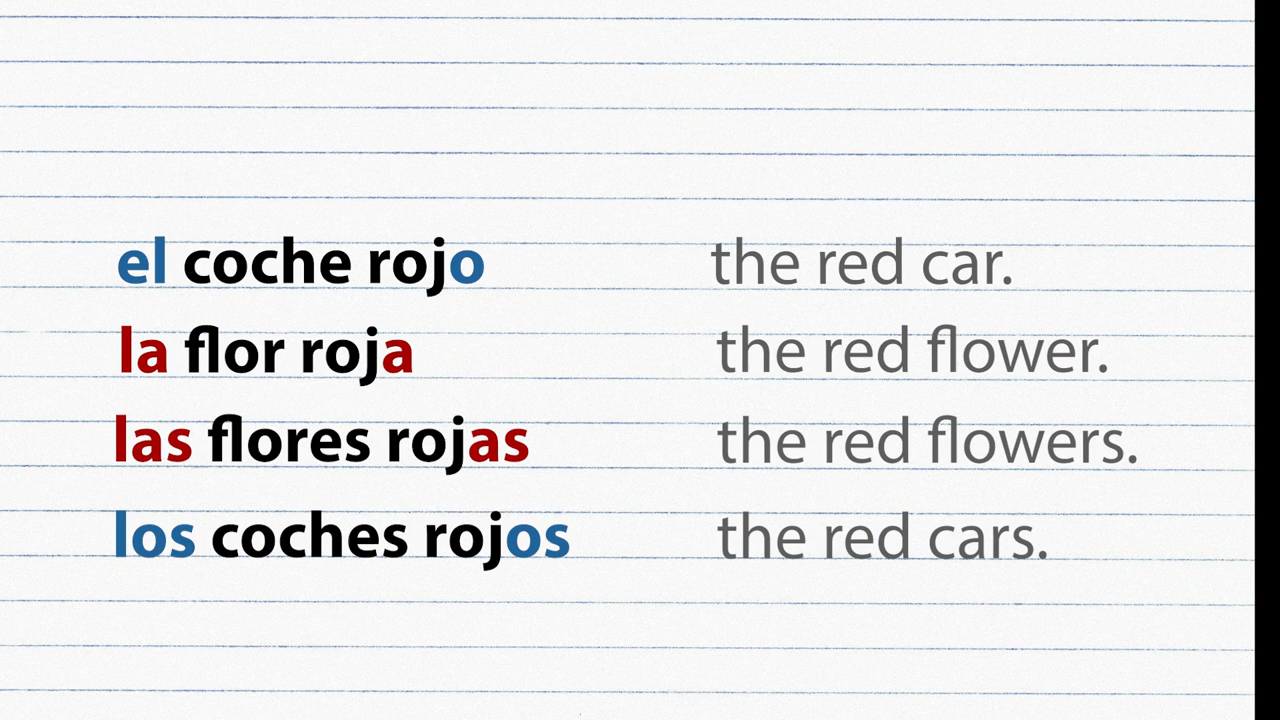 el coche rojo the red car.
la flor roja the red flower.
las flores rojas the red flowers.
los coches rojos the red cars.